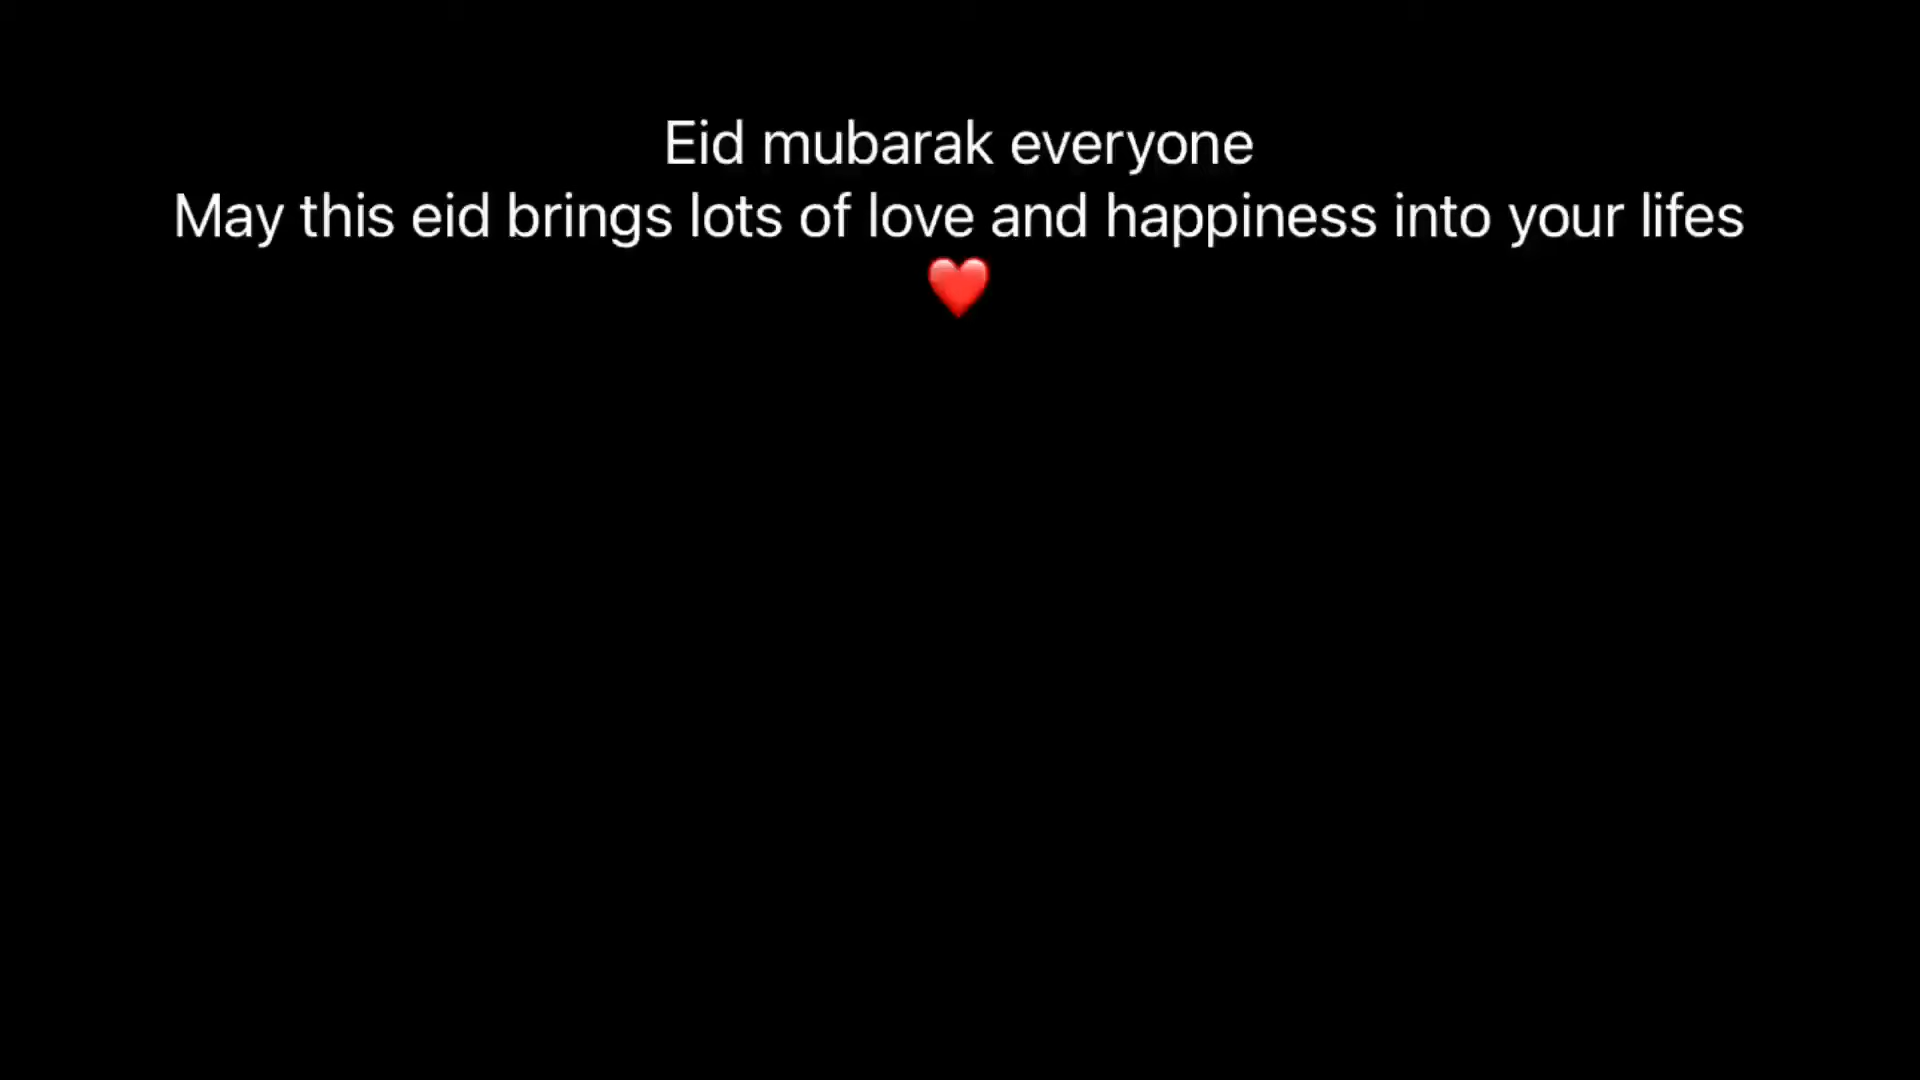 Eid mubarak everyone
May this eid brings lots of love and happiness into your lifes
❤️